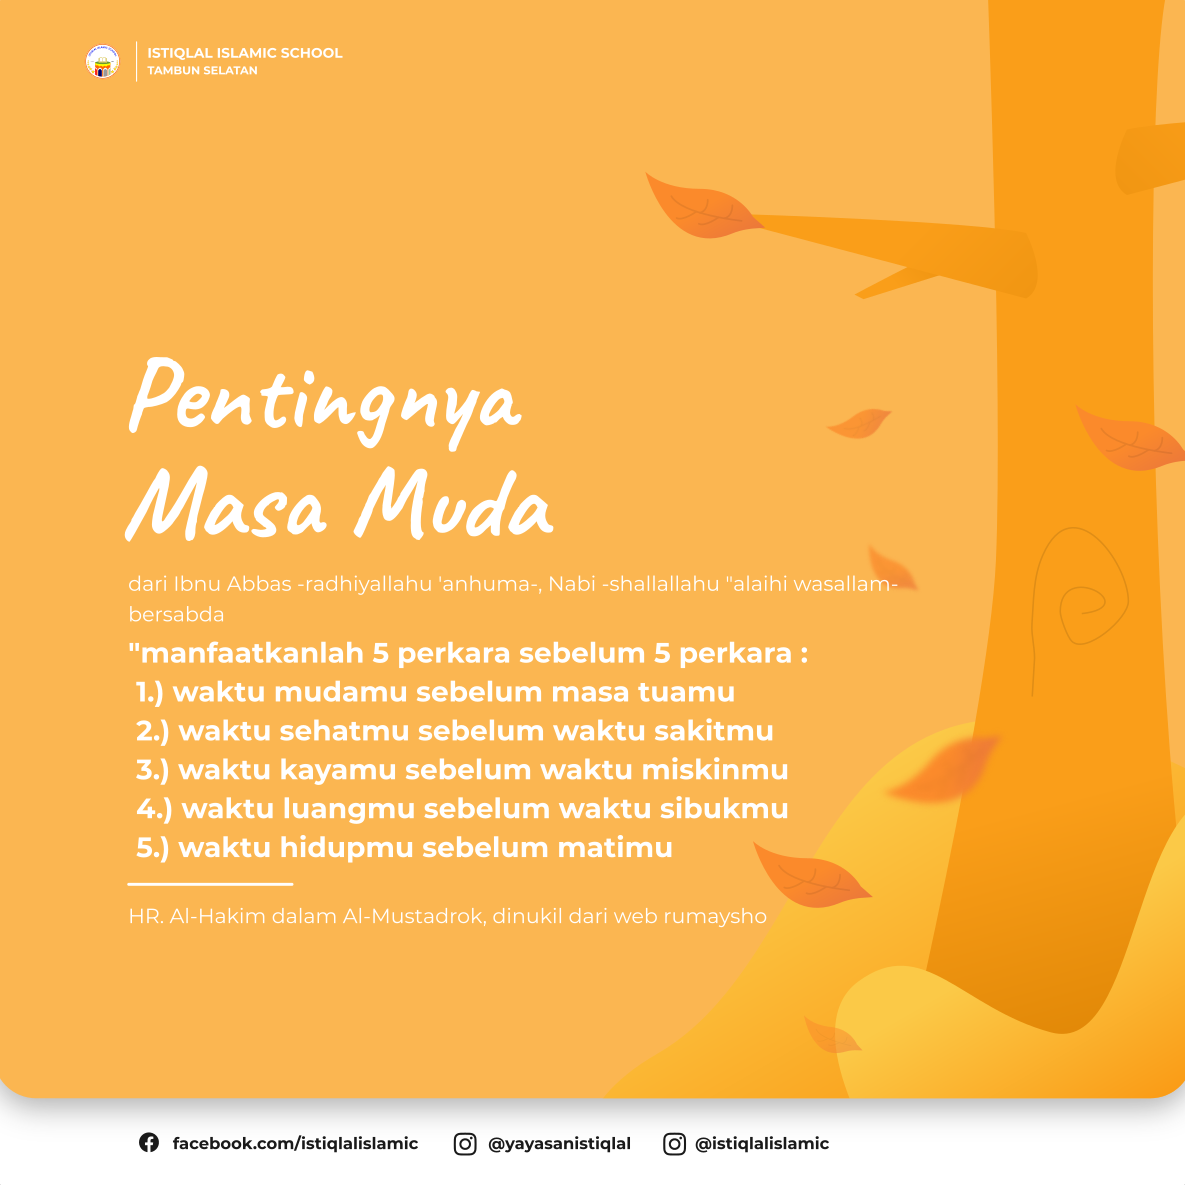 ISTIQLAL ISLAMIC SCHOOL
TAMBUN SELATAN
Pentingnya
Masa Muda
dari Ibnu Abbas -radhiyallahu 'anhuma-, Nabi -shallallahu "alaihi wasallam-
bersabda
"manfaatkanlah 5 perkara sebelum 5 perkara :
1.) waktu mudamu sebelum masa tuamu
2.) waktu sehatmu sebelum waktu sakitmu
3.) waktu kayamu sebelum waktu miskinmu
4.) waktu luangmu sebelum waktu sibukmu
5.) waktu hidupmu sebelum matimu
HR. Al-Hakim dalam Al-Mustadrok, dinukil dari web rumaysho
facebook.com/istiqlalislamic @yayasanistiqlal @istiqlalislamic